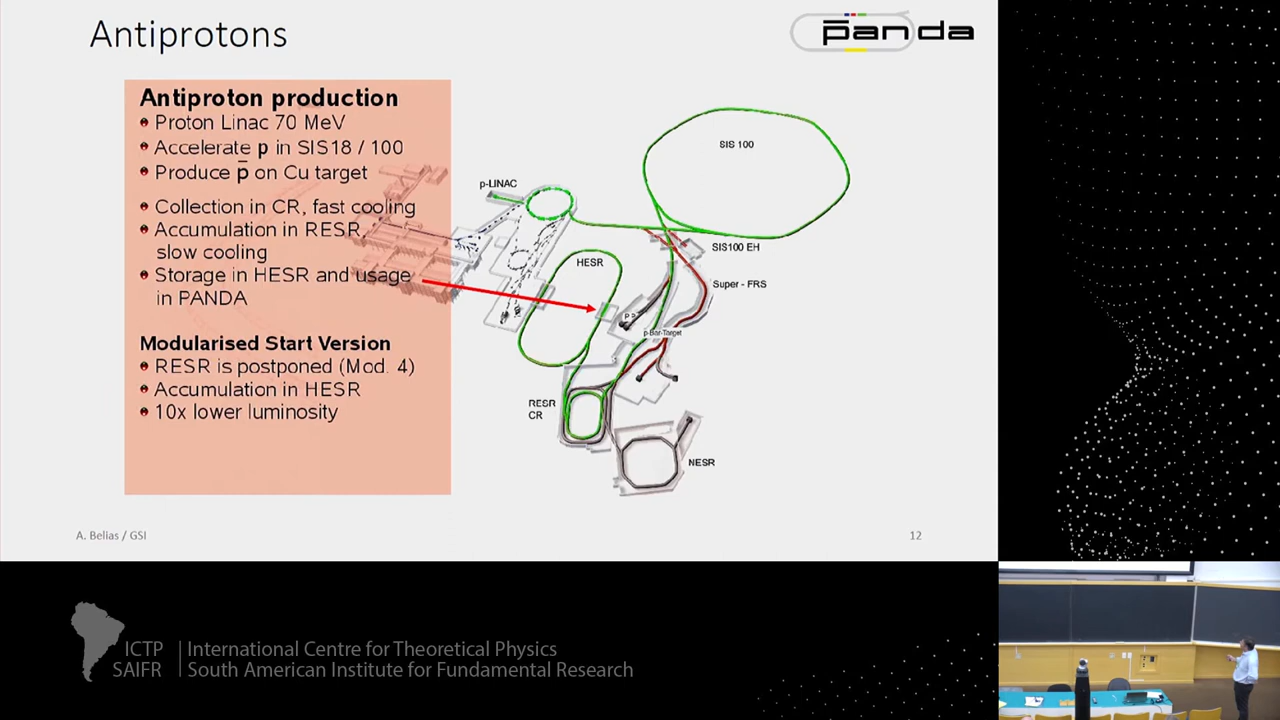 Antiprotons
panda
Antiproton production
Proton Linac 70 MeV
Accelerate p in SIS18 / 100
Produce p̅ on Cu target
Collection in CR, fast cooling
Accumulation in RESR,
slow cooling
Storage in HESR and usage
in PANDA
Modularised Start Version
RESR is postponed (Mod. 4)
Accumulation in HESR
10x lower luminosity
SIS 100
p-LINAC
SIS100 EH
HESR
Super - FRS
P P
p-Bar-Target
RESR
CR
NESR
A. Belias / GSI
12
ICTP
SAIFR
International Centre for Theoretical Physics
South American Institute for Fundamental Research